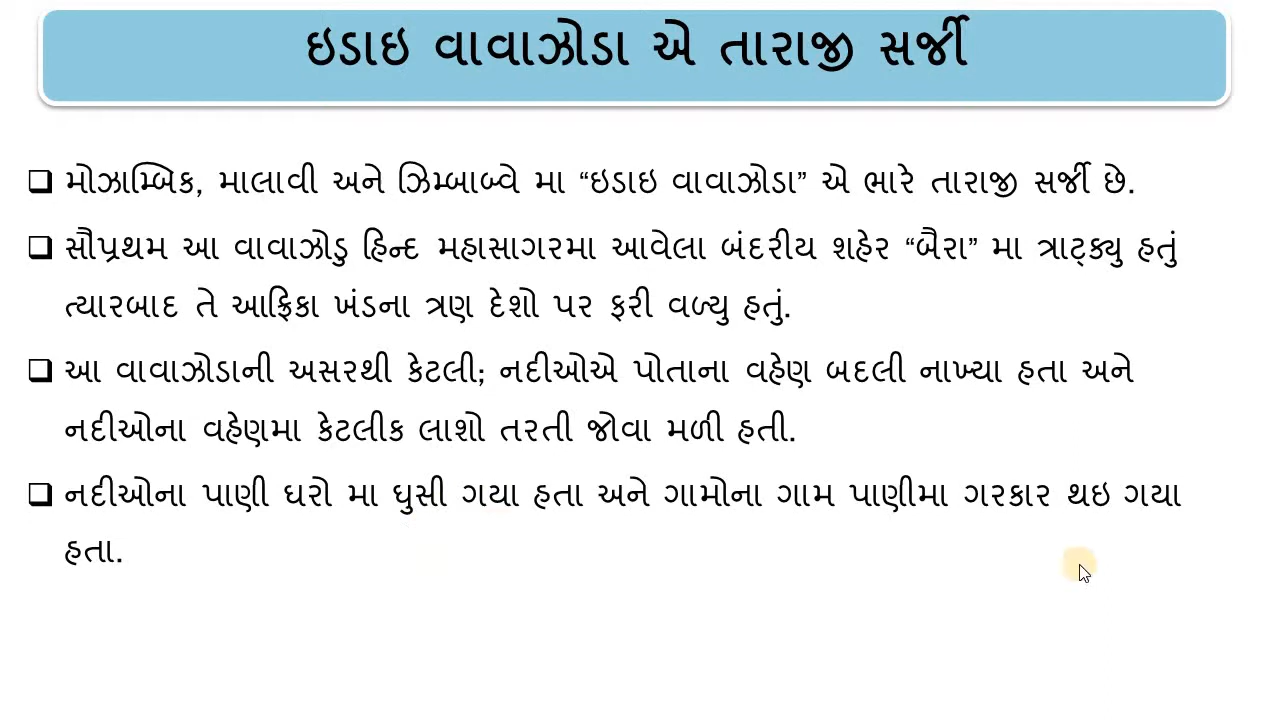 ઇડાઇ વાવાઝોડા એ તારાજી સર્જી
મોઝામ્બિક, માલાવી અને ઝિમ્બાબ્વે મા “ઇડાઇ વાવાઝોડા” એ ભારે તારાજી સર્જી છે.
સૌપ્રથમ આ વાવાઝોડુ હિન્દ મહાસાગરમા આવેલા બંદરીય શહેર “બૈરા” મા ત્રાટ્ક્યુ હતું
ત્યારબાદ તે આફ્રિકા ખંડના ત્રણ દેશો પર ફરી વળ્યુ હતું.
આ વાવાઝોડાની અસરથી કેટલી; નદીઓએ પોતાના વહેણ બદલી નાખ્યા હતા અને
નદીઓના વહેણમા કેટલીક લાશો તરતી જોવા મળી હતી.
નદીઓના પાણી ઘરો મા ઘુસી ગયા હતા અને ગામોના ગામ પાણીમા ગરકાર થઇ ગયા
હતા.